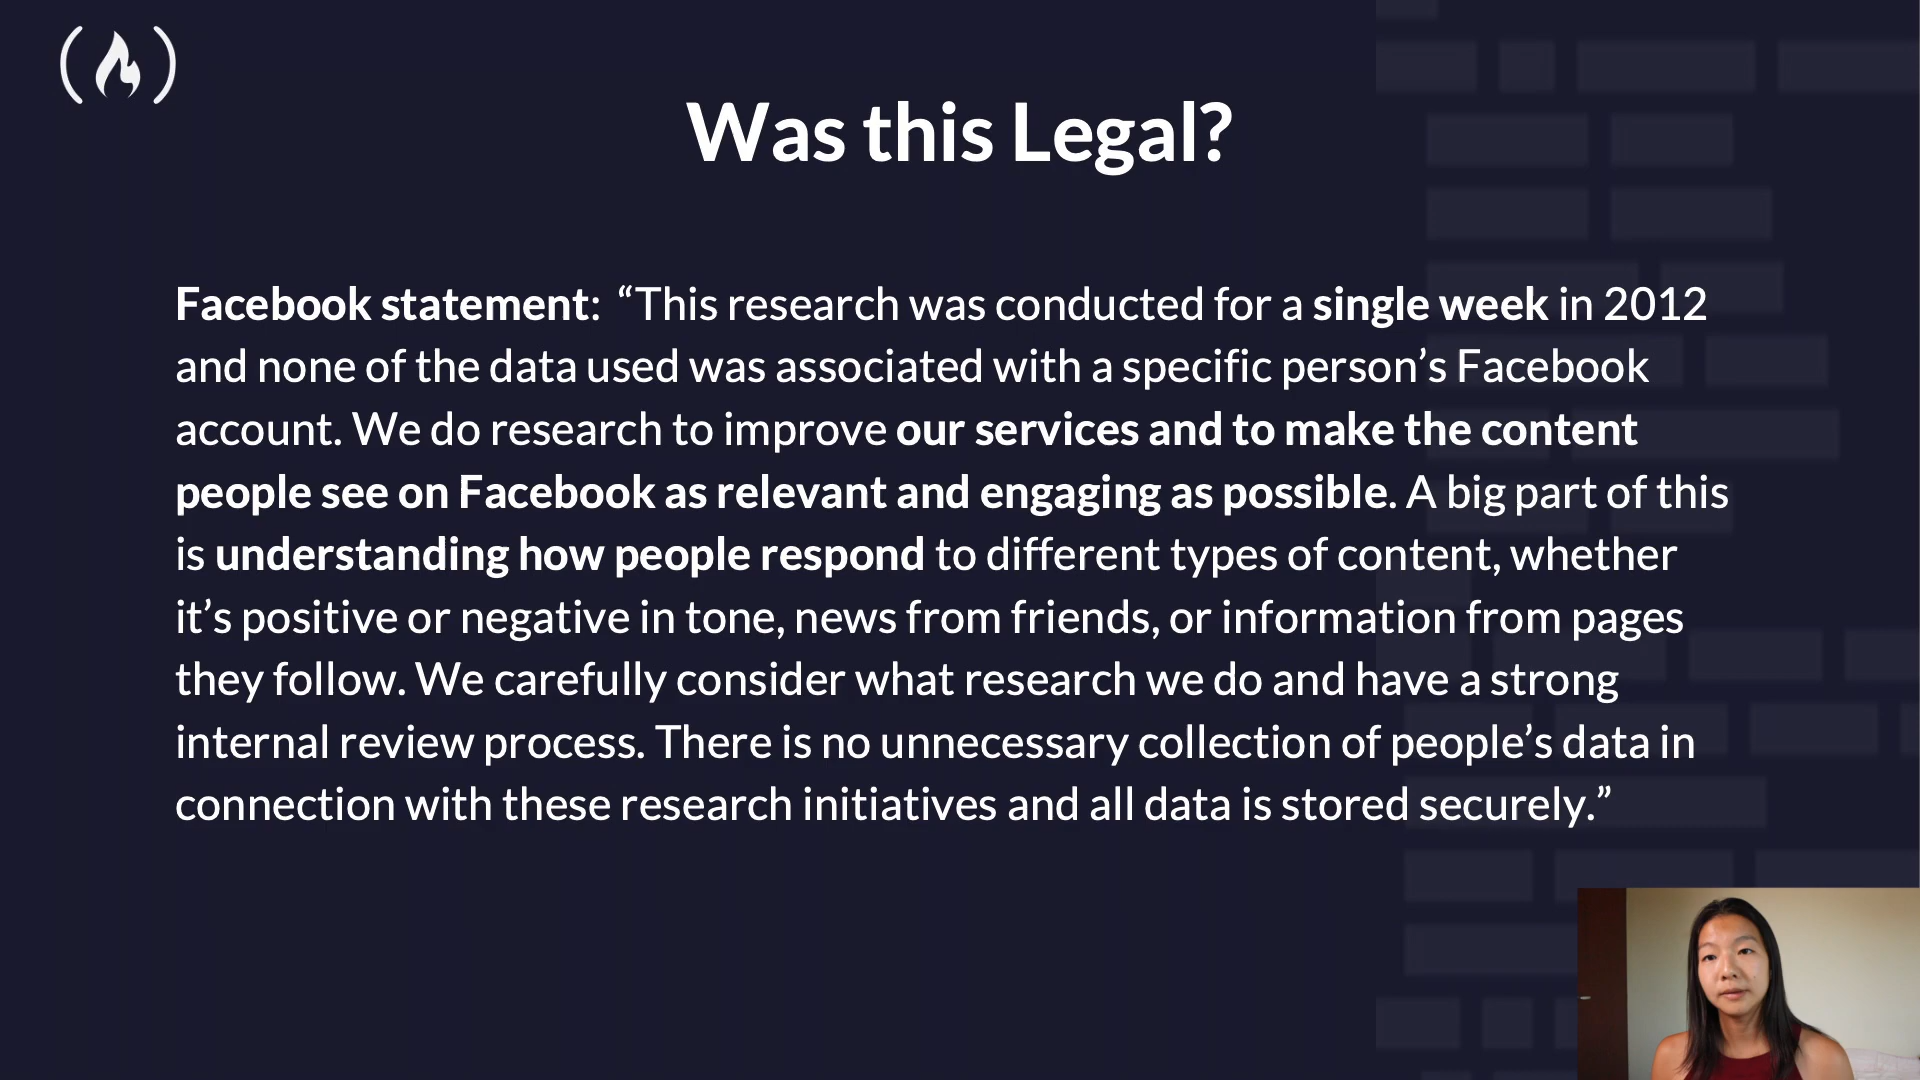 Was this Legal?
Facebook statement: “This research was conducted for a single week in 2012
and none of the data used was associated with a specific person’s Facebook
account. We do research to improve our services and to make the content
people see on Facebook as relevant and engaging as possible. A big part of this
is understanding how people respond to different types of content, whether
it’s positive or negative in tone, news from friends, or information from pages
they follow. We carefully consider what research we do and have a strong
internal review process. There is no unnecessary collection of people’s data in
connection with these research initiatives and all data is stored securely.”